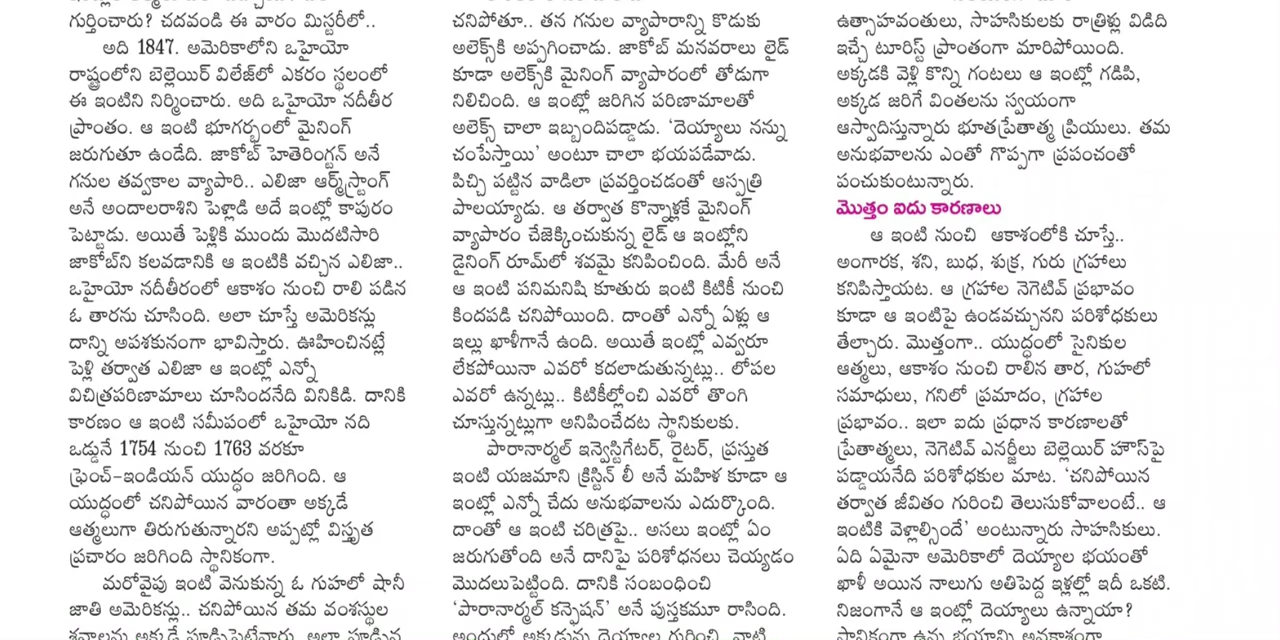 గుర్తించారు? చదవండి ఈ వారం మిస్టరీలో..
అది 1847. అమెరికాలోని ఒహైయో
రాష్ట్రంలోని బెల్లెయిర్ విలేజ్‌లో ఎకరం స్థలంలో
ఈ ఇంటిని నిర్మించారు. అది ఒహైయో నదీతీర
ప్రాంతం. ఆ ఇంటి భూగర్భంలో మైనింగ్
జరుగుతూ ఉండేది. జాకోబ్ హెతెరింగ్టన్ అనే
గనుల తవ్వకాల వ్యాపారి.. ఎలిజా ఆర్మ్‌స్ట్రాంగ్
అనే అందాలరాశిని పెళ్లాడి అదే ఇంట్లో కాపురం
పెట్టాడు. అయితే పెళ్లికి ముందు మొదటిసారి
జాకోబ్‌ని కలవడానికి ఆ ఇంటికి వచ్చిన ఎలిజా..
ఒహైయో నదీతీరంలో ఆకాశం నుంచి రాలి పడిన
ఓ తారను చూసింది. అలా చూస్తే అమెరికన్లు
దాన్ని అపశకునంగా భావిస్తారు. ఊహించినట్లే
పెళ్లి తర్వాత ఎలిజా ఆ ఇంట్లో ఎన్నో
విచిత్రపరిణామాలు చూసిందనేది వినికిడి. దానికి
కారణం ఆ ఇంటి సమీపంలో ఒహైయో నది
ఒడ్డునే 1754 నుంచి 1763 వరకూ
ఫ్రెంచ్-ఇండియన్ యుద్ధం జరిగింది. ఆ
యుద్ధంలో చనిపోయిన వారంతా అక్కడే
ఆత్మలుగా తిరుగుతున్నారని అప్పట్లో విస్తృత
ప్రచారం జరిగింది స్థానికంగా.
మరోవైపు ఇంటి వెనుకున్న ఓ గుహలో షానీ
జాతి అమెరికన్లు.. చనిపోయిన తమ వంశస్థుల
శవాలను అక్కడే పూడ్చిపెట్టేవారు. అలా పూడ్చిన
చనిపోతూ.. తన గనుల వ్యాపారాన్ని కొడుకు
అలెక్స్‌కి అప్పగించాడు. జాకోబ్ మనవరాలు లైడ్
కూడా అలెక్స్‌కి మైనింగ్ వ్యాపారంలో తోడుగా
నిలిచింది. ఆ ఇంట్లో జరిగిన పరిణామాలతో
అలెక్స్ చాలా ఇబ్బందిపడ్డాడు. ‘దెయ్యాలు నన్ను
చంపేస్తాయి’ అంటూ చాలా భయపడేవాడు.
పిచ్చి పట్టిన వాడిలా ప్రవర్తించడంతో ఆస్పత్రి
పాలయ్యాడు. ఆ తర్వాత కొన్నాళ్లకే మైనింగ్
వ్యాపారం చేజెక్కించుకున్న లైడ్ ఆ ఇంట్లోని
డైనింగ్ రూమ్‌లో శవమై కనిపించింది. మేరీ అనే
ఆ ఇంటి పనిమనిషి కూతురు ఇంటి కిటికీ నుంచి
కిందపడి చనిపోయింది. దాంతో ఎన్నో ఏళ్లు ఆ
ఇల్లు ఖాళీగానే ఉంది. అయితే ఇంట్లో ఎవ్వరూ
లేకపోయినా ఎవరో కదలాడుతున్నట్లు.. లోపల
ఎవరో ఉన్నట్లు.. కిటికీల్లోంచి ఎవరో తొంగి
చూస్తున్నట్లుగా అనిపించేదట స్థానికులకు.
పారానార్మల్ ఇన్వెస్టిగేటర్, రైటర్, ప్రస్తుత
ఇంటి యజమాని క్రిస్టిన్ లీ అనే మహిళ కూడా ఆ
ఇంట్లో ఎన్నో చేదు అనుభవాలను ఎదుర్కొంది.
దాంతో ఆ ఇంటి చరిత్రపై.. అసలు ఇంట్లో ఏం
జరుగుతోంది అనే దానిపై పరిశోధనలు చెయ్యడం
మొదలుపెట్టింది. దానికి సంబంధించి
‘పారానార్మల్ కన్ఫెషన్’ అనే పుస్తకమూ రాసింది.
అందులో అక్కడున్న దెయ్యాల గురించి, వాటి
ఉత్సాహవంతులు, సాహసికులకు రాత్రిళ్లు విడిది
ఇచ్చే టూరిస్ట్ ప్రాంతంగా మారిపోయింది.
అక్కడకి వెళ్లి కొన్ని గంటలు ఆ ఇంట్లో గడిపి,
అక్కడ జరిగే వింతలను స్వయంగా
ఆస్వాదిస్తున్నారు భూతప్రేతాత్మ ప్రియులు. తమ
అనుభవాలను ఎంతో గొప్పగా ప్రపంచంతో
పంచుకుంటున్నారు.
మొత్తం ఐదు కారణాలు
ఆ ఇంటి నుంచి ఆకాశంలోకి చూస్తే..
అంగారక, శని, బుధ, శుక్ర, గురు గ్రహాలు
కనిపిస్తాయట. ఆ గ్రహాల నెగెటివ్ ప్రభావం
కూడా ఆ ఇంటిపై ఉండవచ్చునని పరిశోధకులు
తేల్చారు. మొత్తంగా.. యుద్ధంలో సైనికుల
ఆత్మలు, ఆకాశం నుంచి రాలిన తార, గుహలో
సమాధులు, గనిలో ప్రమాదం, గ్రహాల
ప్రభావం.. ఇలా ఐదు ప్రధాన కారణాలతో
ప్రేతాత్మలు, నెగెటివ్ ఎనర్జీలు బెల్లెయిర్ హౌస్‌పై
పడ్డాయనేది పరిశోధకుల మాట. ‘చనిపోయిన
తర్వాత జీవితం గురించి తెలుసుకోవాలంటే.. ఆ
ఇంటికి వెళ్లాల్సిందే’ అంటున్నారు సాహసికులు.
ఏది ఏమైనా అమెరికాలో దెయ్యాల భయంతో
ఖాళీ అయిన నాలుగు అతిపెద్ద ఇళ్లల్లో ఇదీ ఒకటి.
నిజంగానే ఆ ఇంట్లో దెయ్యాలు ఉన్నాయా?
స్థానికంగా ఉన్న భయాన్ని అవకాశంగా